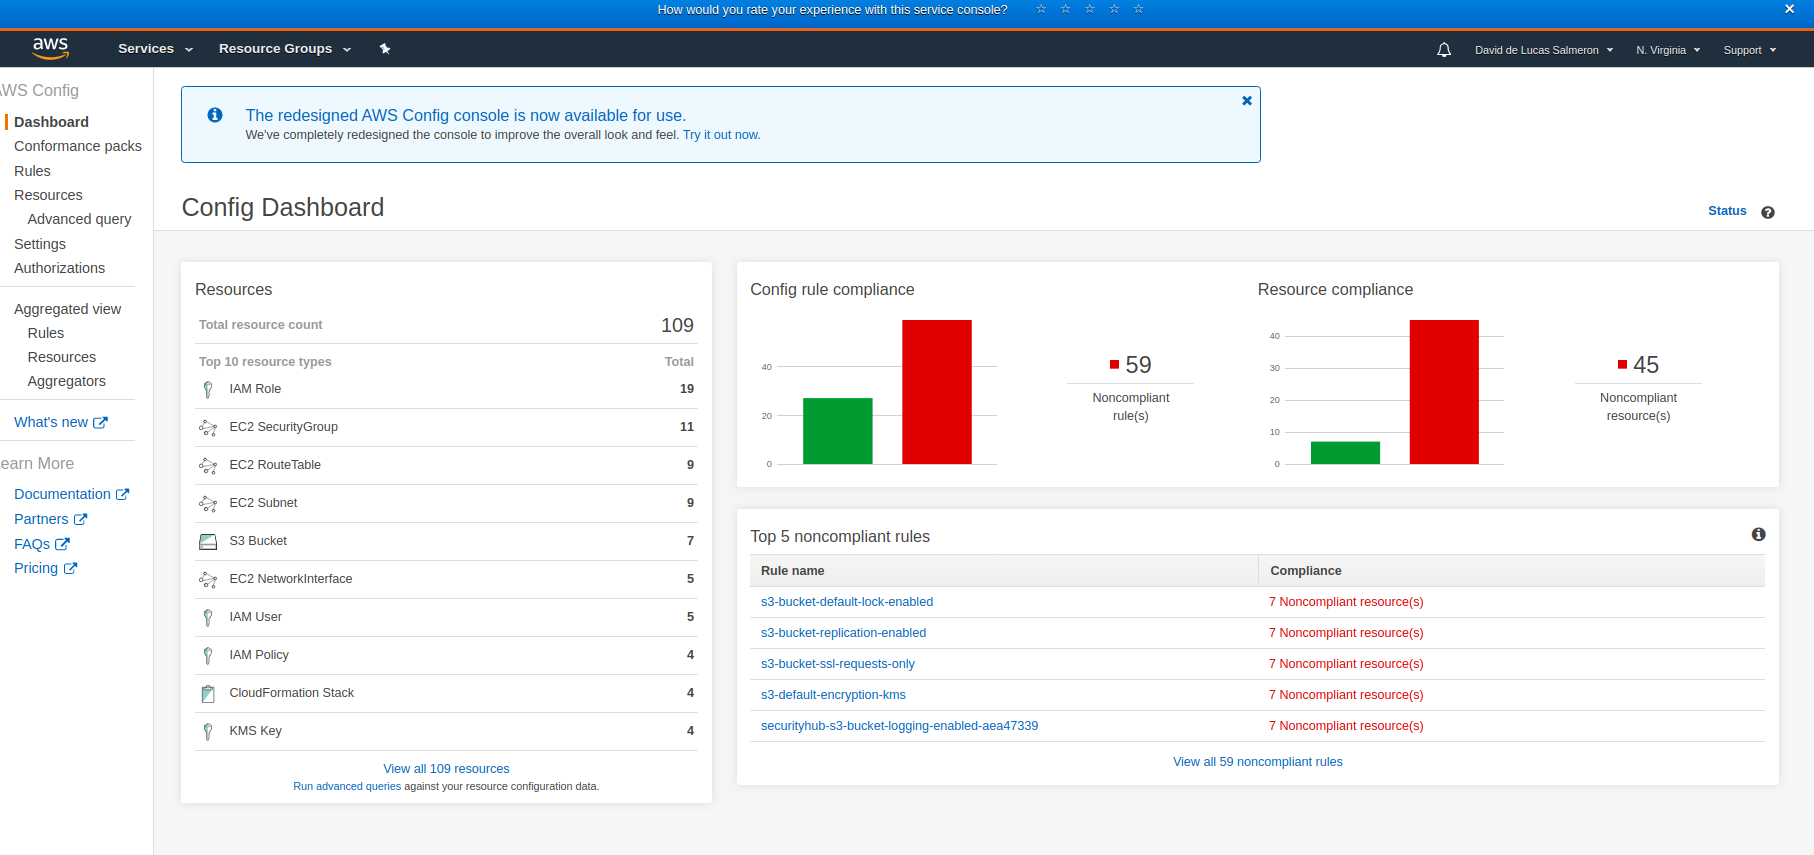 How would you rate your experience with this service console? ☆ ☆ ☆ ☆ ☆ ×
aws Services Resource Groups David de Lucas Salmeron N. Virginia Support
AWS Config
Dashboard
Conformance packs
Rules
Resources
Advanced query
Settings
Authorizations
Aggregated view
Rules
Resources
Aggregators
What's new
earn More
Documentation
Partners
FAQs
Pricing
The redesigned AWS Config console is now available for use.
We've completely redesigned the console to improve the overall look and feel. Try it out now.
Config Dashboard
Status
Resources
Total resource count 109
Top 10 resource types Total
IAM Role 19
EC2 SecurityGroup 11
EC2 RouteTable 9
EC2 Subnet 9
S3 Bucket 7
EC2 NetworkInterface 5
IAM User 5
IAM Policy 4
CloudFormation Stack 4
KMS Key 4
View all 109 resources
Run advanced queries against your resource configuration data.
Config rule compliance
40
20
0
59
Noncompliant
rule(s)
Resource compliance
40
30
20
10
0
45
Noncompliant
resource(s)
Top 5 noncompliant rules
Rule name Compliance
s3-bucket-default-lock-enabled 7 Noncompliant resource(s)
s3-bucket-replication-enabled 7 Noncompliant resource(s)
s3-bucket-ssl-requests-only 7 Noncompliant resource(s)
s3-default-encryption-kms 7 Noncompliant resource(s)
securityhub-s3-bucket-logging-enabled-aea47339 7 Noncompliant resource(s)
View all 59 noncompliant rules